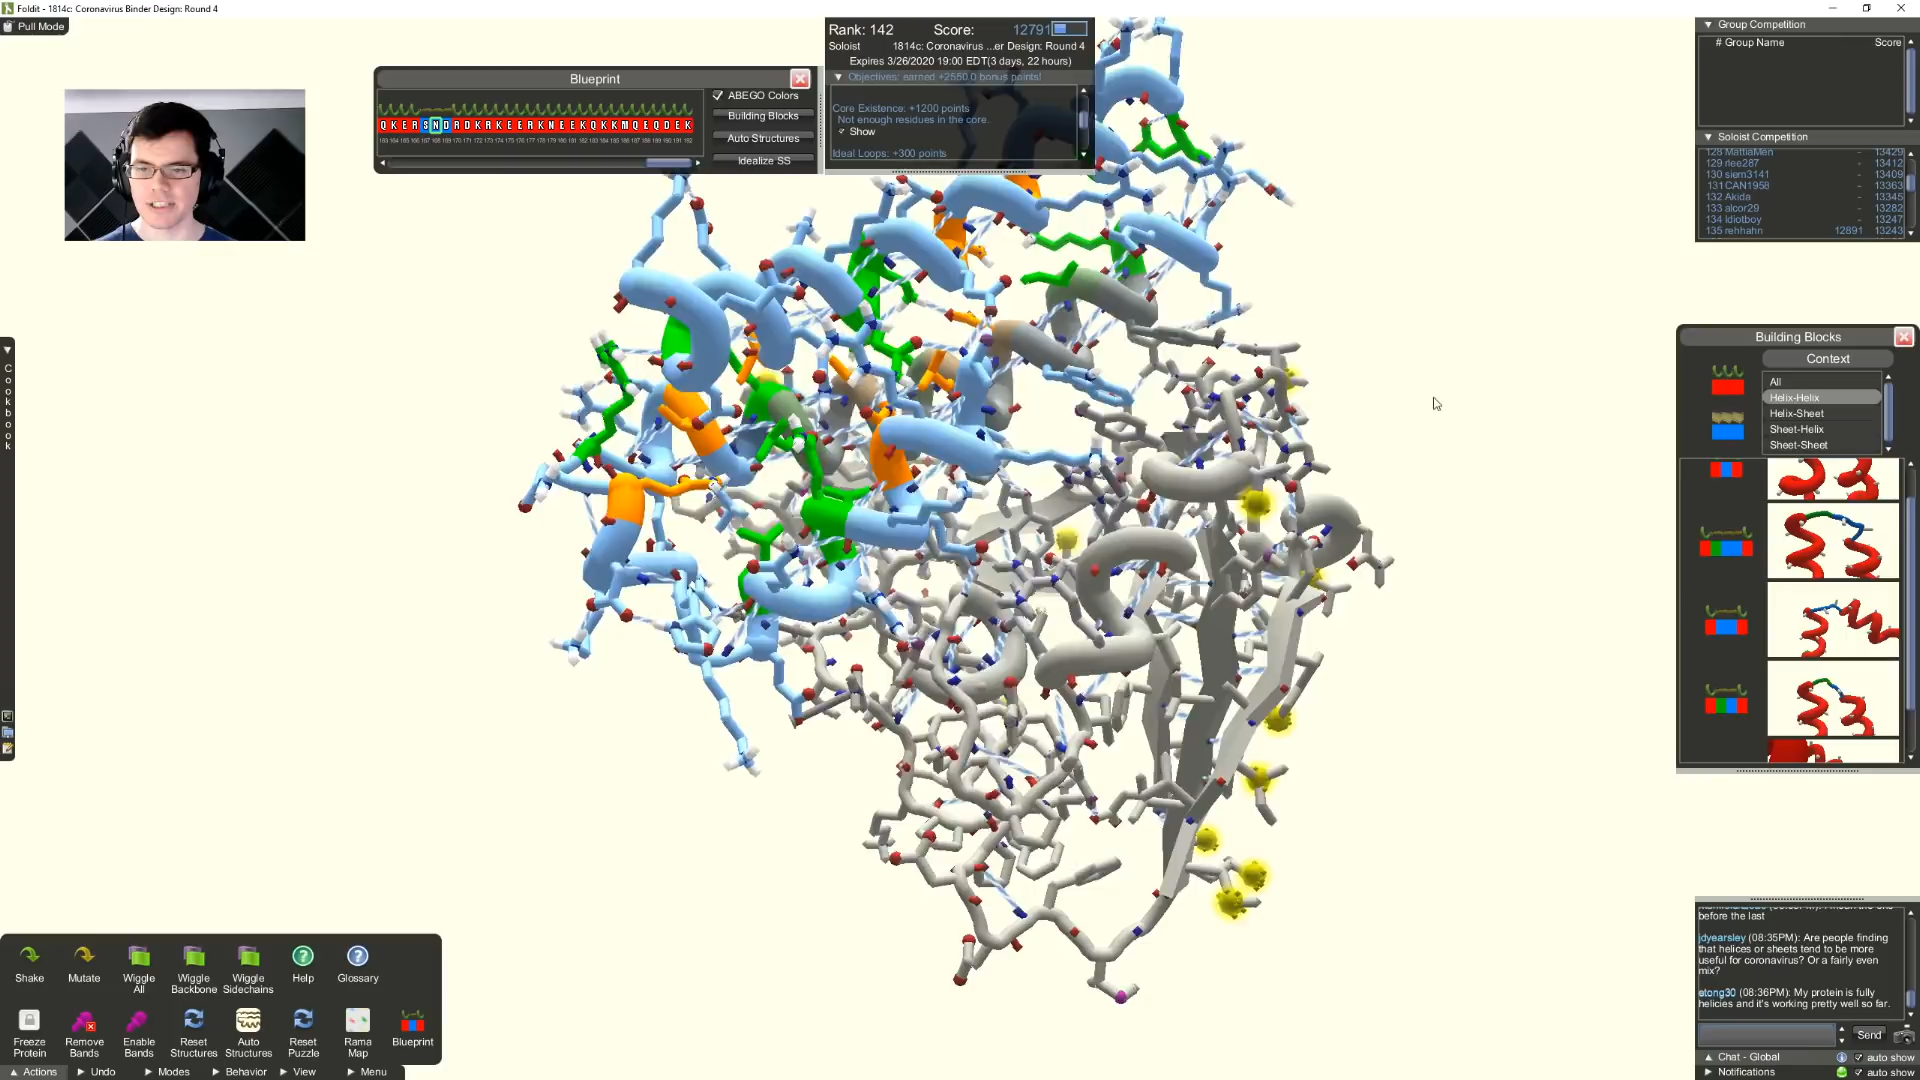 Foldit - 1814c: Coronavirus Binder Design: Round 4
Pull Mode
Rank: 142 Score: 12791
Soloist 1814c: Coronavirus ...er Design: Round 4
Expires 3/26/2020 19:00 EDT(3 days, 22 hours)
Objectives: earned +2550.0 bonus points!
Core Existence: +1200 points
Not enough residues in the core.
Show
Ideal Loops: +300 points
Blueprint
ABEGO Colors
Building Blocks
Auto Structures
Idealize SS
Q K E R S N D R D K R K E E R K N E E K Q K K M Q E Q D E K
Group Competition
# Group Name Score
Soloist Competition
128 MattiaMen - 13429
129 rlee287 - 13412
130 siem3141 - 13409
131 CAN1958 - 13363
132 Akida - 13345
133 alcor29 - 13282
134 idiotboy - 13247
135 rehhahn 12891 13243
Cookbook
Building Blocks
Context
All
Helix-Helix
Helix-Sheet
Sheet-Helix
Sheet-Sheet
before the last
jdyearsley (08:35PM): Are people finding
that helices or sheets tend to be more
useful for coronavirus? Or a fairly even
mix?
stong30 (08:36PM): My protein is fully
helicies and it's working pretty well so far.
Send
Chat - Global auto show
Notifications auto show
Shake
Mutate
Wiggle All
Wiggle Backbone
Wiggle Sidechains
Help
Glossary
Freeze Protein
Remove Bands
Enable Bands
Reset Structures
Auto Structures
Reset Puzzle
Rama Map
Blueprint
Actions Undo Modes Behavior View Menu